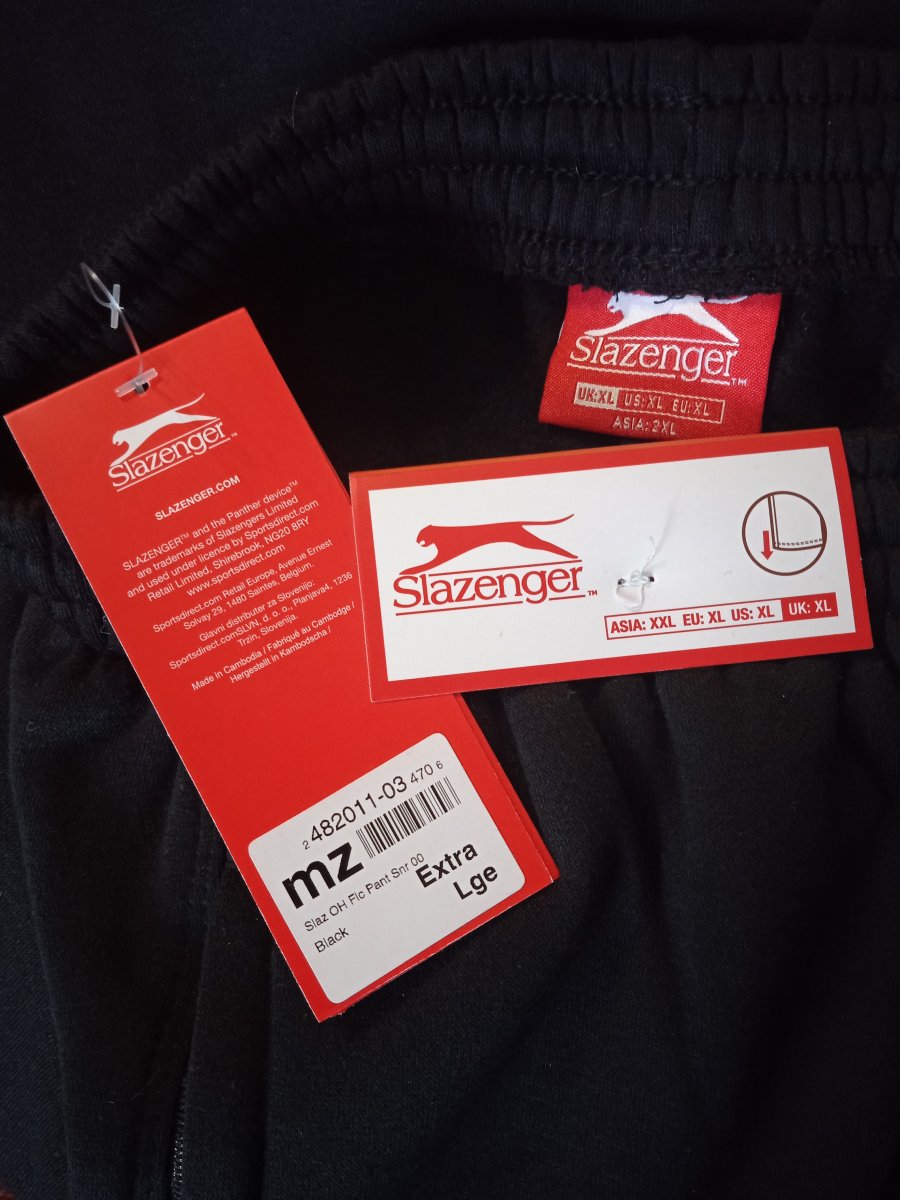 Slazenger™
UK:XL US:XL EU:XL
ASIA: 2XL
Slazenger™
SLAZENGER.COM
SLAZENGER™ and the Panther device™
are trademarks of Slazengers Limited
and used under licence by Sportsdirect.com
Retail Limited, Shirebrook, NG20 8RY
www.sportsdirect.com
Sportsdirect.com Retail Europe, Avenue Ernest
Solvay 29, 1480 Saintes, Belgium.
Glavni distributer za Slovenijo:
Sportsdirect.comSLVN, d. o. o., Planjava4, 1236
Trzin, Slovenija.
Made in Cambodia / Fabriqué au Cambodge /
Hergestellt in Kambodscha /
Slazenger™
ASIA: XXL EU: XL US: XL UK: XL
2 482011-03 470 6
mz
Slaz OH Flc Pant Snr 00
Black
Extra
Lge